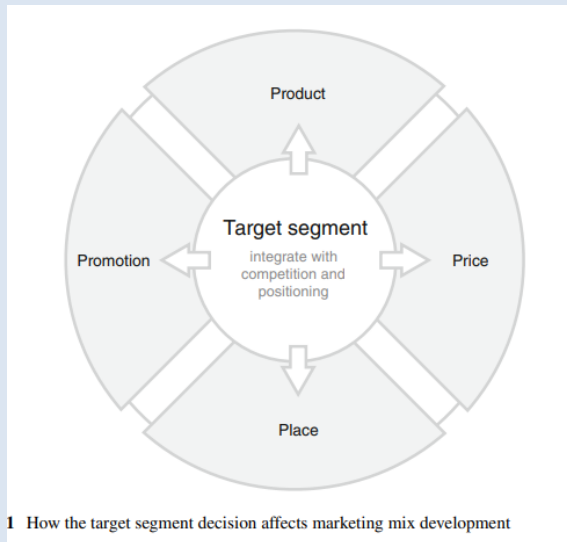 Product
Target segment
integrate with
competition and
positioning
Promotion
Price
Place
1 How the target segment decision affects marketing mix development